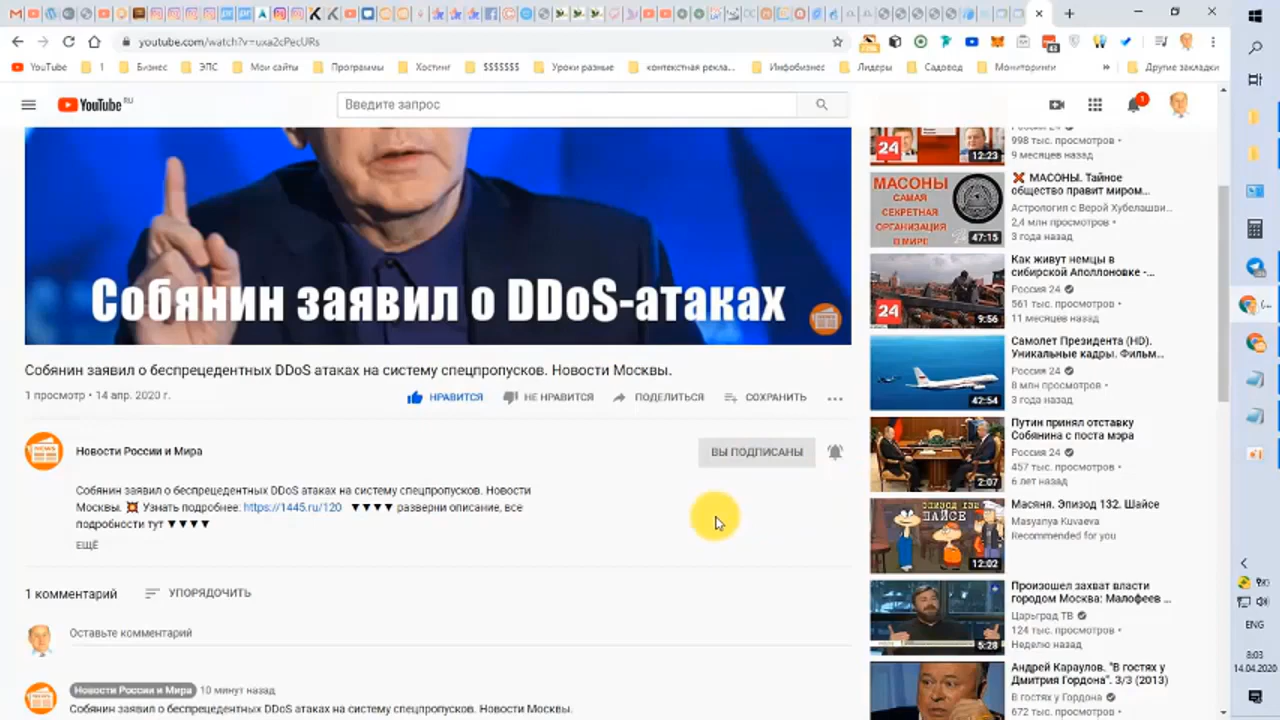 youtube.com/watch?v=uxa2cPecURs
YouTube
1
Бизнес
ЭПС
Мои сайты
Программы
Хостинг
$$$$$$$
Уроки разные
контекстная рекла...
Инфобизнес
Лидеры
Садовод
Мониторинги
»
Другие закладки
YouTube RU
Введите запрос
1
Собянин заявил о DDoS-атаках
Собянин заявил о беспрецедентных DDoS атаках на систему спецпропусков. Новости Москвы.
1 просмотр • 14 апр. 2020 г.
НРАВИТСЯ
НЕ НРАВИТСЯ
ПОДЕЛИТЬСЯ
СОХРАНИТЬ
Новости России и Мира
ВЫ ПОДПИСАНЫ
Собянин заявил о беспрецедентных DDoS атаках на систему спецпропусков. Новости
Москвы. 💥 Узнать подробнее: https://1445.ru/120 ▼▼▼▼ разверни описание, все
подробности тут ▼▼▼▼
ЕЩЁ
1 комментарий
УПОРЯДОЧИТЬ
Оставьте комментарий
Новости России и Мира 10 минут назад
Собянин заявил о беспрецедентных DDoS атаках на систему спецпропусков. Новости Москвы.
24
12:23
Россия 24
998 тыс. просмотров •
9 месяцев назад
МАСОНЫ
САМАЯ
СЕКРЕТНАЯ
ОРГАНИЗАЦИЯ
В МИРЕ
47:15
❌ МАСОНЫ. Тайное
общество правит миром...
Астрология с Верой Хубелашви...
2,4 млн просмотров •
3 года назад
24
9:56
Как живут немцы в
сибирской Аполлоновке -...
Россия 24
561 тыс. просмотров •
11 месяцев назад
42:54
Самолет Президента (HD).
Уникальные кадры. Фильм...
Россия 24
8 млн просмотров •
3 года назад
2:07
Путин принял отставку
Собянина с поста мэра
Россия 24
457 тыс. просмотров •
6 лет назад
ЭПИЗОД 132
ШАЙСЕ
12:02
Масяня. Эпизод 132. Шайсе
Masyanya Kuvaeva
Recommended for you
5:28
Произошел захват власти
городом Москва: Малофеев ...
Царьград ТВ
124 тыс. просмотров •
Неделю назад
Андрей Караулов. "В гостях у
Дмитрия Гордона". 3/3 (2013)
В гостях у Гордона
672 тыс. просмотров •
ENG
8:03
14.04.2020